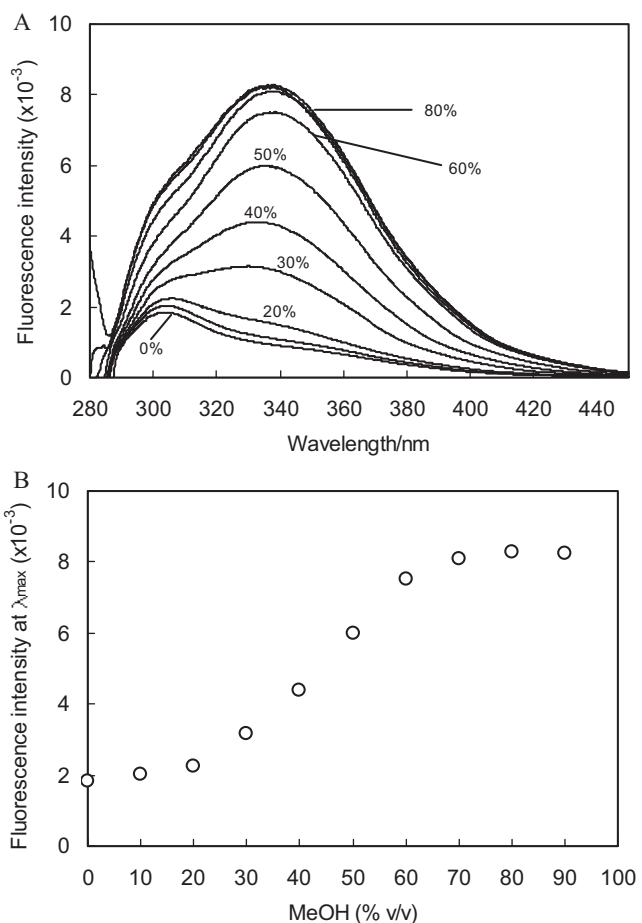 A
Fluorescence intensity (x10⁻³)
10
8
6
4
2
0
80%
60%
50%
40%
30%
20%
0%
280 300 320 340 360 380 400 420 440
Wavelength/nm
B
Fluorescence intensity at λmax (x10⁻³)
10
8
6
4
2
0
0 10 20 30 40 50 60 70 80 90 100
MeOH (% v/v)